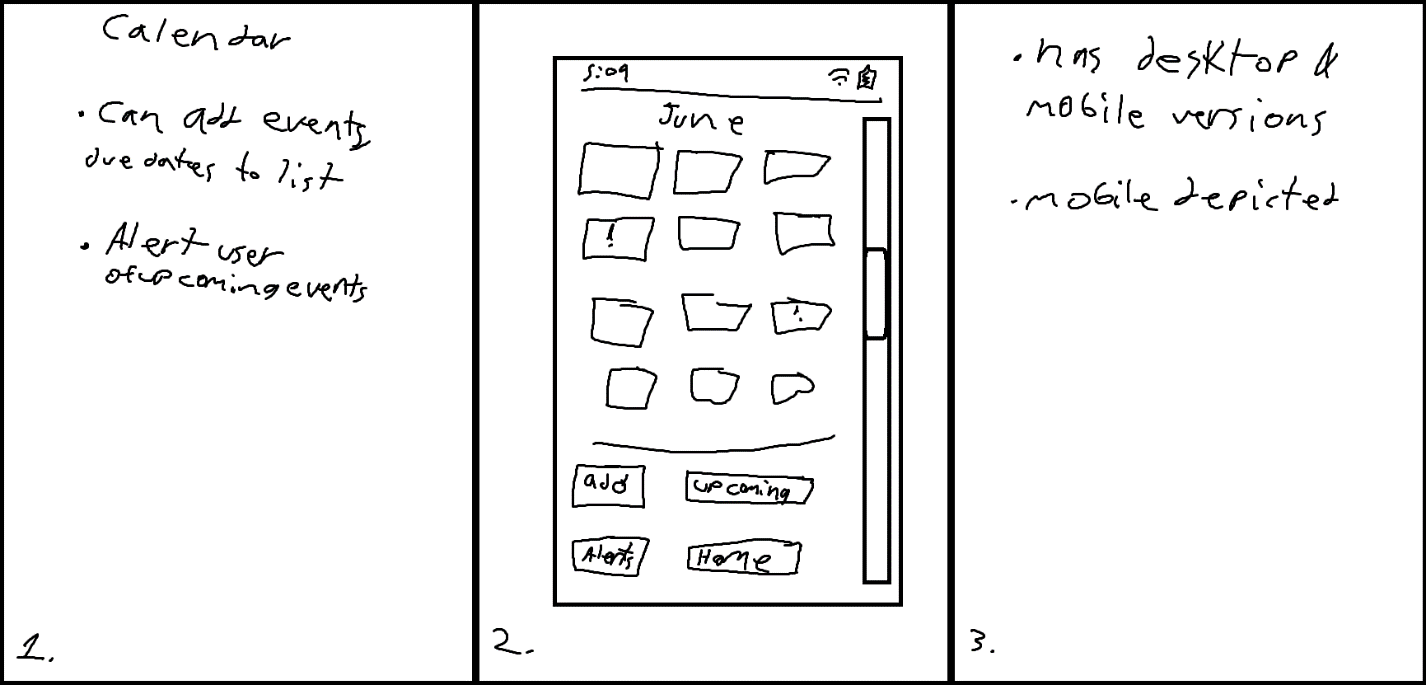 Calendar
• Can add events,
due dates to list
• Alert user
of upcoming events
1.
5:09
June
!
!
add
upcoming
Alerts
Home
2.
• has desktop &
mobile versions
• mobile depicted
3.